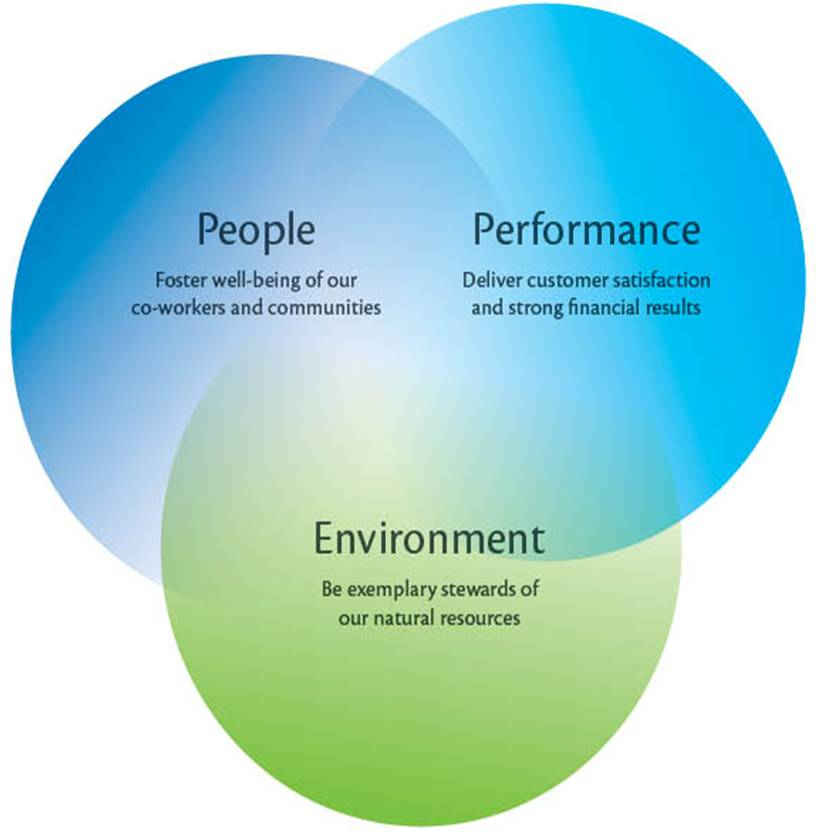 People
Foster well-being of our
co-workers and communities
Performance
Deliver customer satisfaction
and strong financial results
Environment
Be exemplary stewards of
our natural resources